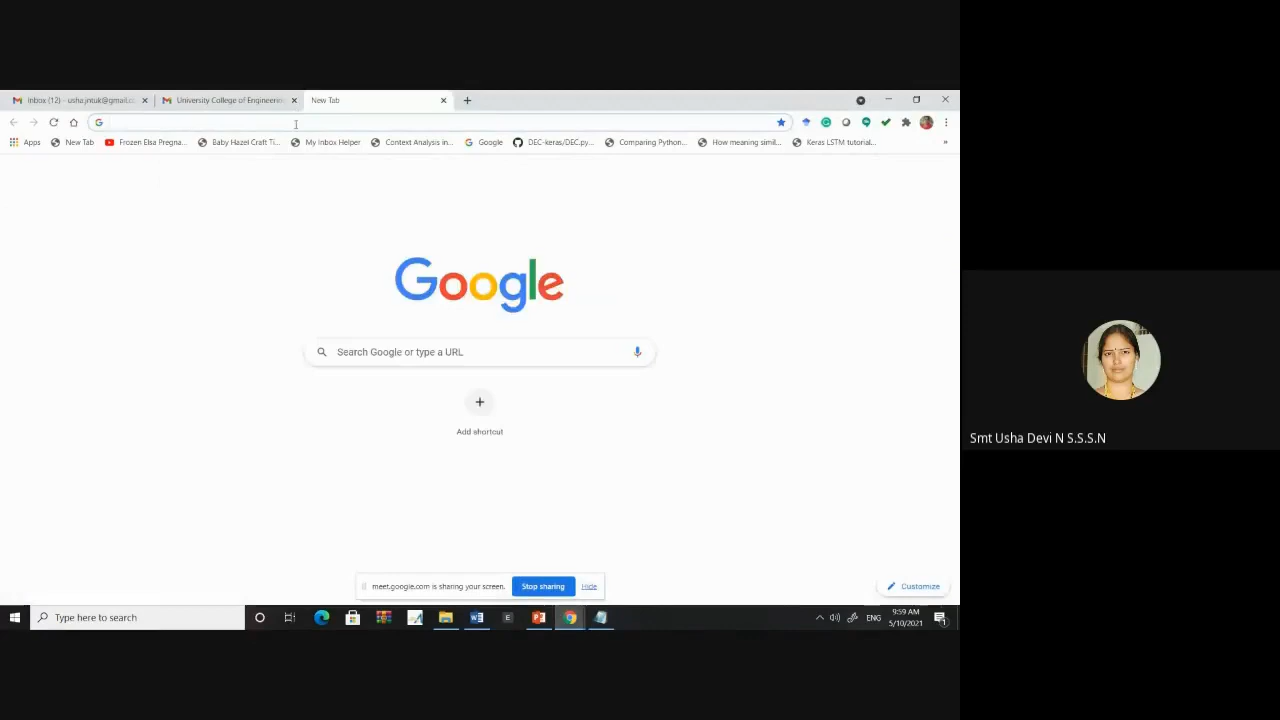 Inbox (12) - usha.jntuk@gmail.co
University College of Engineerin
New Tab
Apps
New Tab
Frozen Elsa Pregna...
Baby Hazel Craft Ti...
My Inbox Helper
Context Analysis in...
Google
DEC-keras/DEC.py...
Comparing Python...
How meaning simil...
Keras LSTM tutorial...
»
Google
Search Google or type a URL
Add shortcut
Smt Usha Devi N S.S.S.N
meet.google.com is sharing your screen.
Stop sharing
Hide
Customize
Type here to search
ENG
9:59 AM
5/10/2021